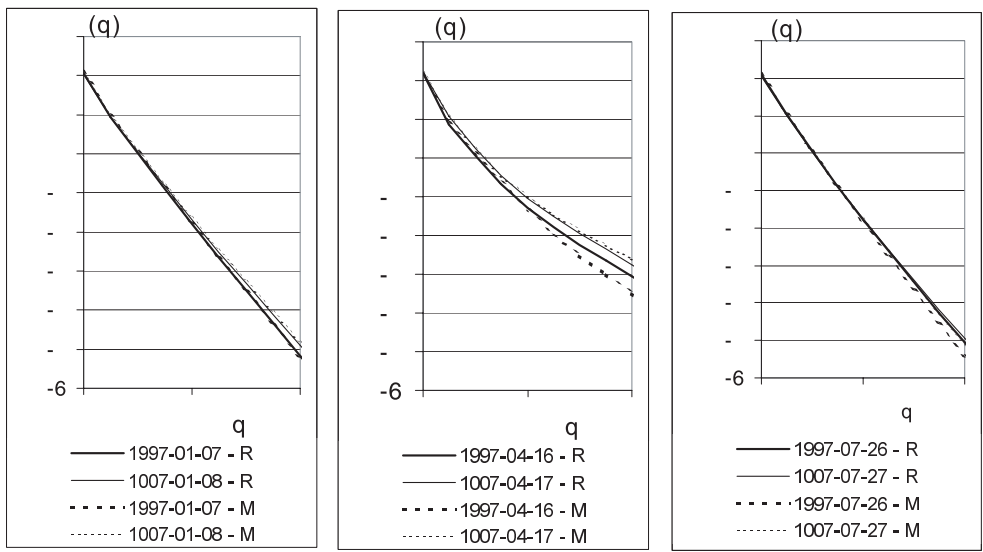 (q)
-
-
-
-
-
-6
q
1997-01-07 - R
1007-01-08 - R
1997-01-07 - M
1007-01-08 - M
(q)
-
-
-
-
-
-6
q
1997-04-16 - R
1007-04-17 - R
1997-04-16 - M
1007-04-17 - M
(q)
-
-
-
-
-
-6
q
1997-07-26 - R
1007-07-27 - R
1997-07-26 - M
1007-07-27 - M